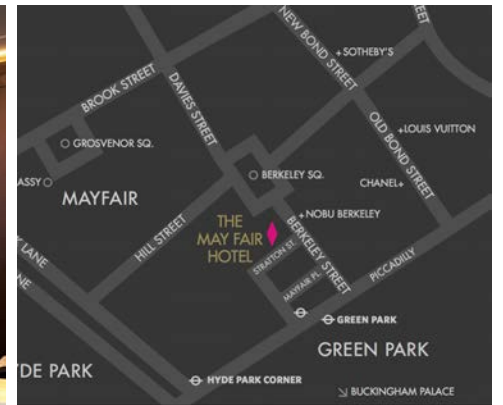 NEW BOND STREET
STREET
+SOTHEBY'S
BROOK STREET
DAVIES STREET
OLD BOND STREET
+LOUIS VUITTON
GROSVENOR SQ.
BERKELEY SQ.
CHANEL+
MAYFAIR
+NOBU BERKELEY
THE
MAY FAIR
HOTEL
HILL STREET
BERKELEY STREET
STRATTON ST.
MAYFAIR PL.
PICCADILLY
LANE
GREEN PARK
GREEN PARK
PARK
HYDE PARK CORNER
BUCKINGHAM PALACE